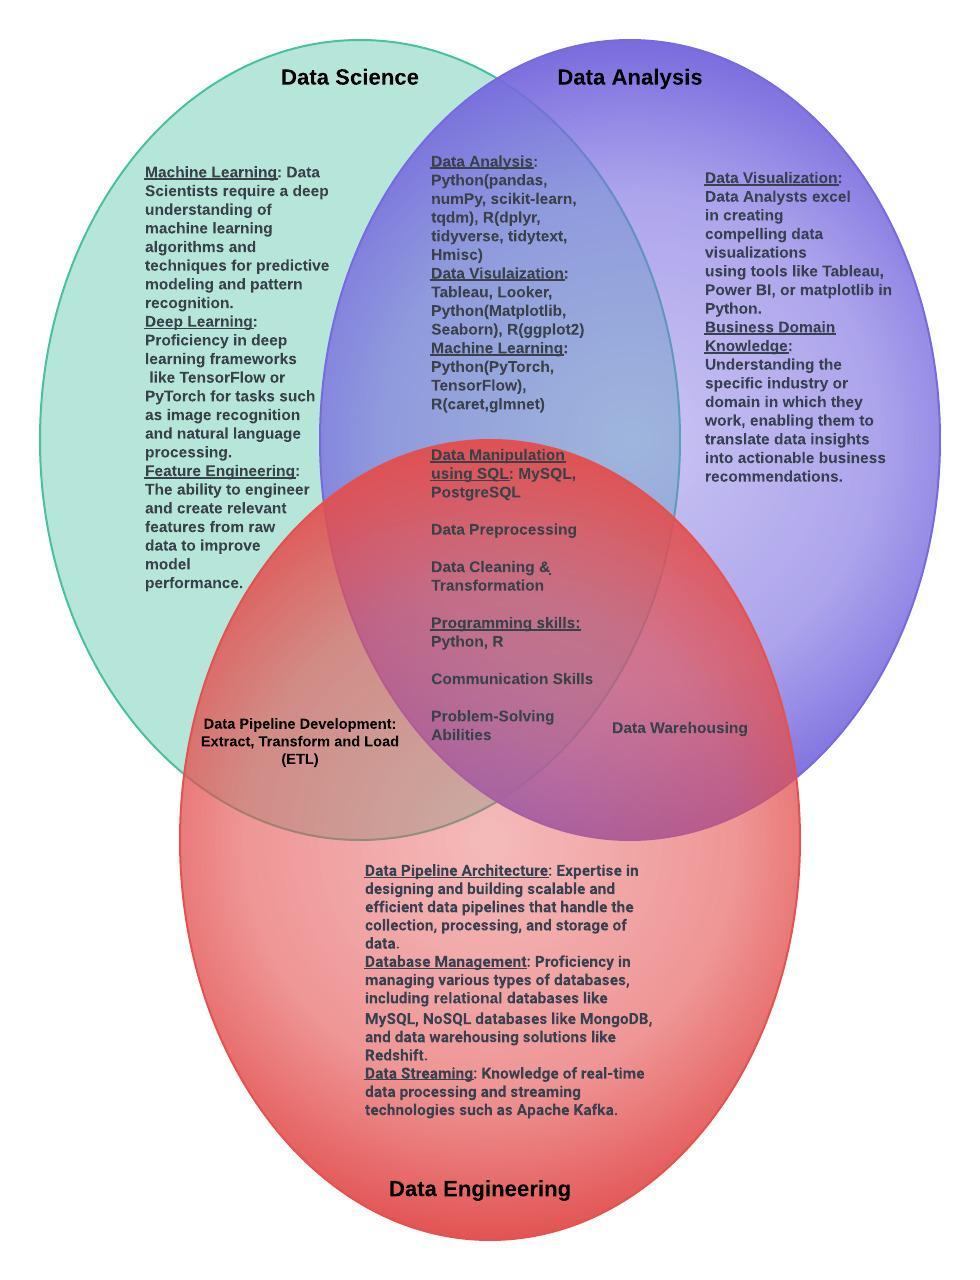 Data Science
Data Analysis
Machine Learning: Data
Scientists require a deep
understanding of
machine learning
algorithms and
techniques for predictive
modeling and pattern
recognition.
Deep Learning:
Proficiency in deep
learning frameworks
like TensorFlow or
PyTorch for tasks such
as image recognition
and natural language
processing.
Feature Engineering:
The ability to engineer
and create relevant
features from raw
data to improve
model
performance.
Data Analysis:
Python(pandas,
numPy, scikit-learn,
tqdm), R(dplyr,
tidyverse, tidytext,
Hmisc)
Data Visulaization:
Tableau, Looker,
Python(Matplotlib,
Seaborn), R(ggplot2)
Machine Learning:
Python(PyTorch,
TensorFlow),
R(caret,glmnet)
Data Visualization:
Data Analysts excel
in creating
compelling data
visualizations
using tools like Tableau,
Power BI, or matplotlib in
Python.
Business Domain
Knowledge:
Understanding the
specific industry or
domain in which they
work, enabling them to
translate data insights
into actionable business
recommendations.
Data Manipulation
using SQL: MySQL,
PostgreSQL
Data Preprocessing
Data Cleaning &
Transformation
Programming skills:
Python, R
Communication Skills
Problem-Solving
Abilities
Data Pipeline Development:
Extract, Transform and Load
(ETL)
Data Warehousing
Data Pipeline Architecture: Expertise in
designing and building scalable and
efficient data pipelines that handle the
collection, processing, and storage of
data.
Database Management: Proficiency in
managing various types of databases,
including relational databases like
MySQL, NoSQL databases like MongoDB,
and data warehousing solutions like
Redshift.
Data Streaming: Knowledge of real-time
data processing and streaming
technologies such as Apache Kafka.
Data Engineering